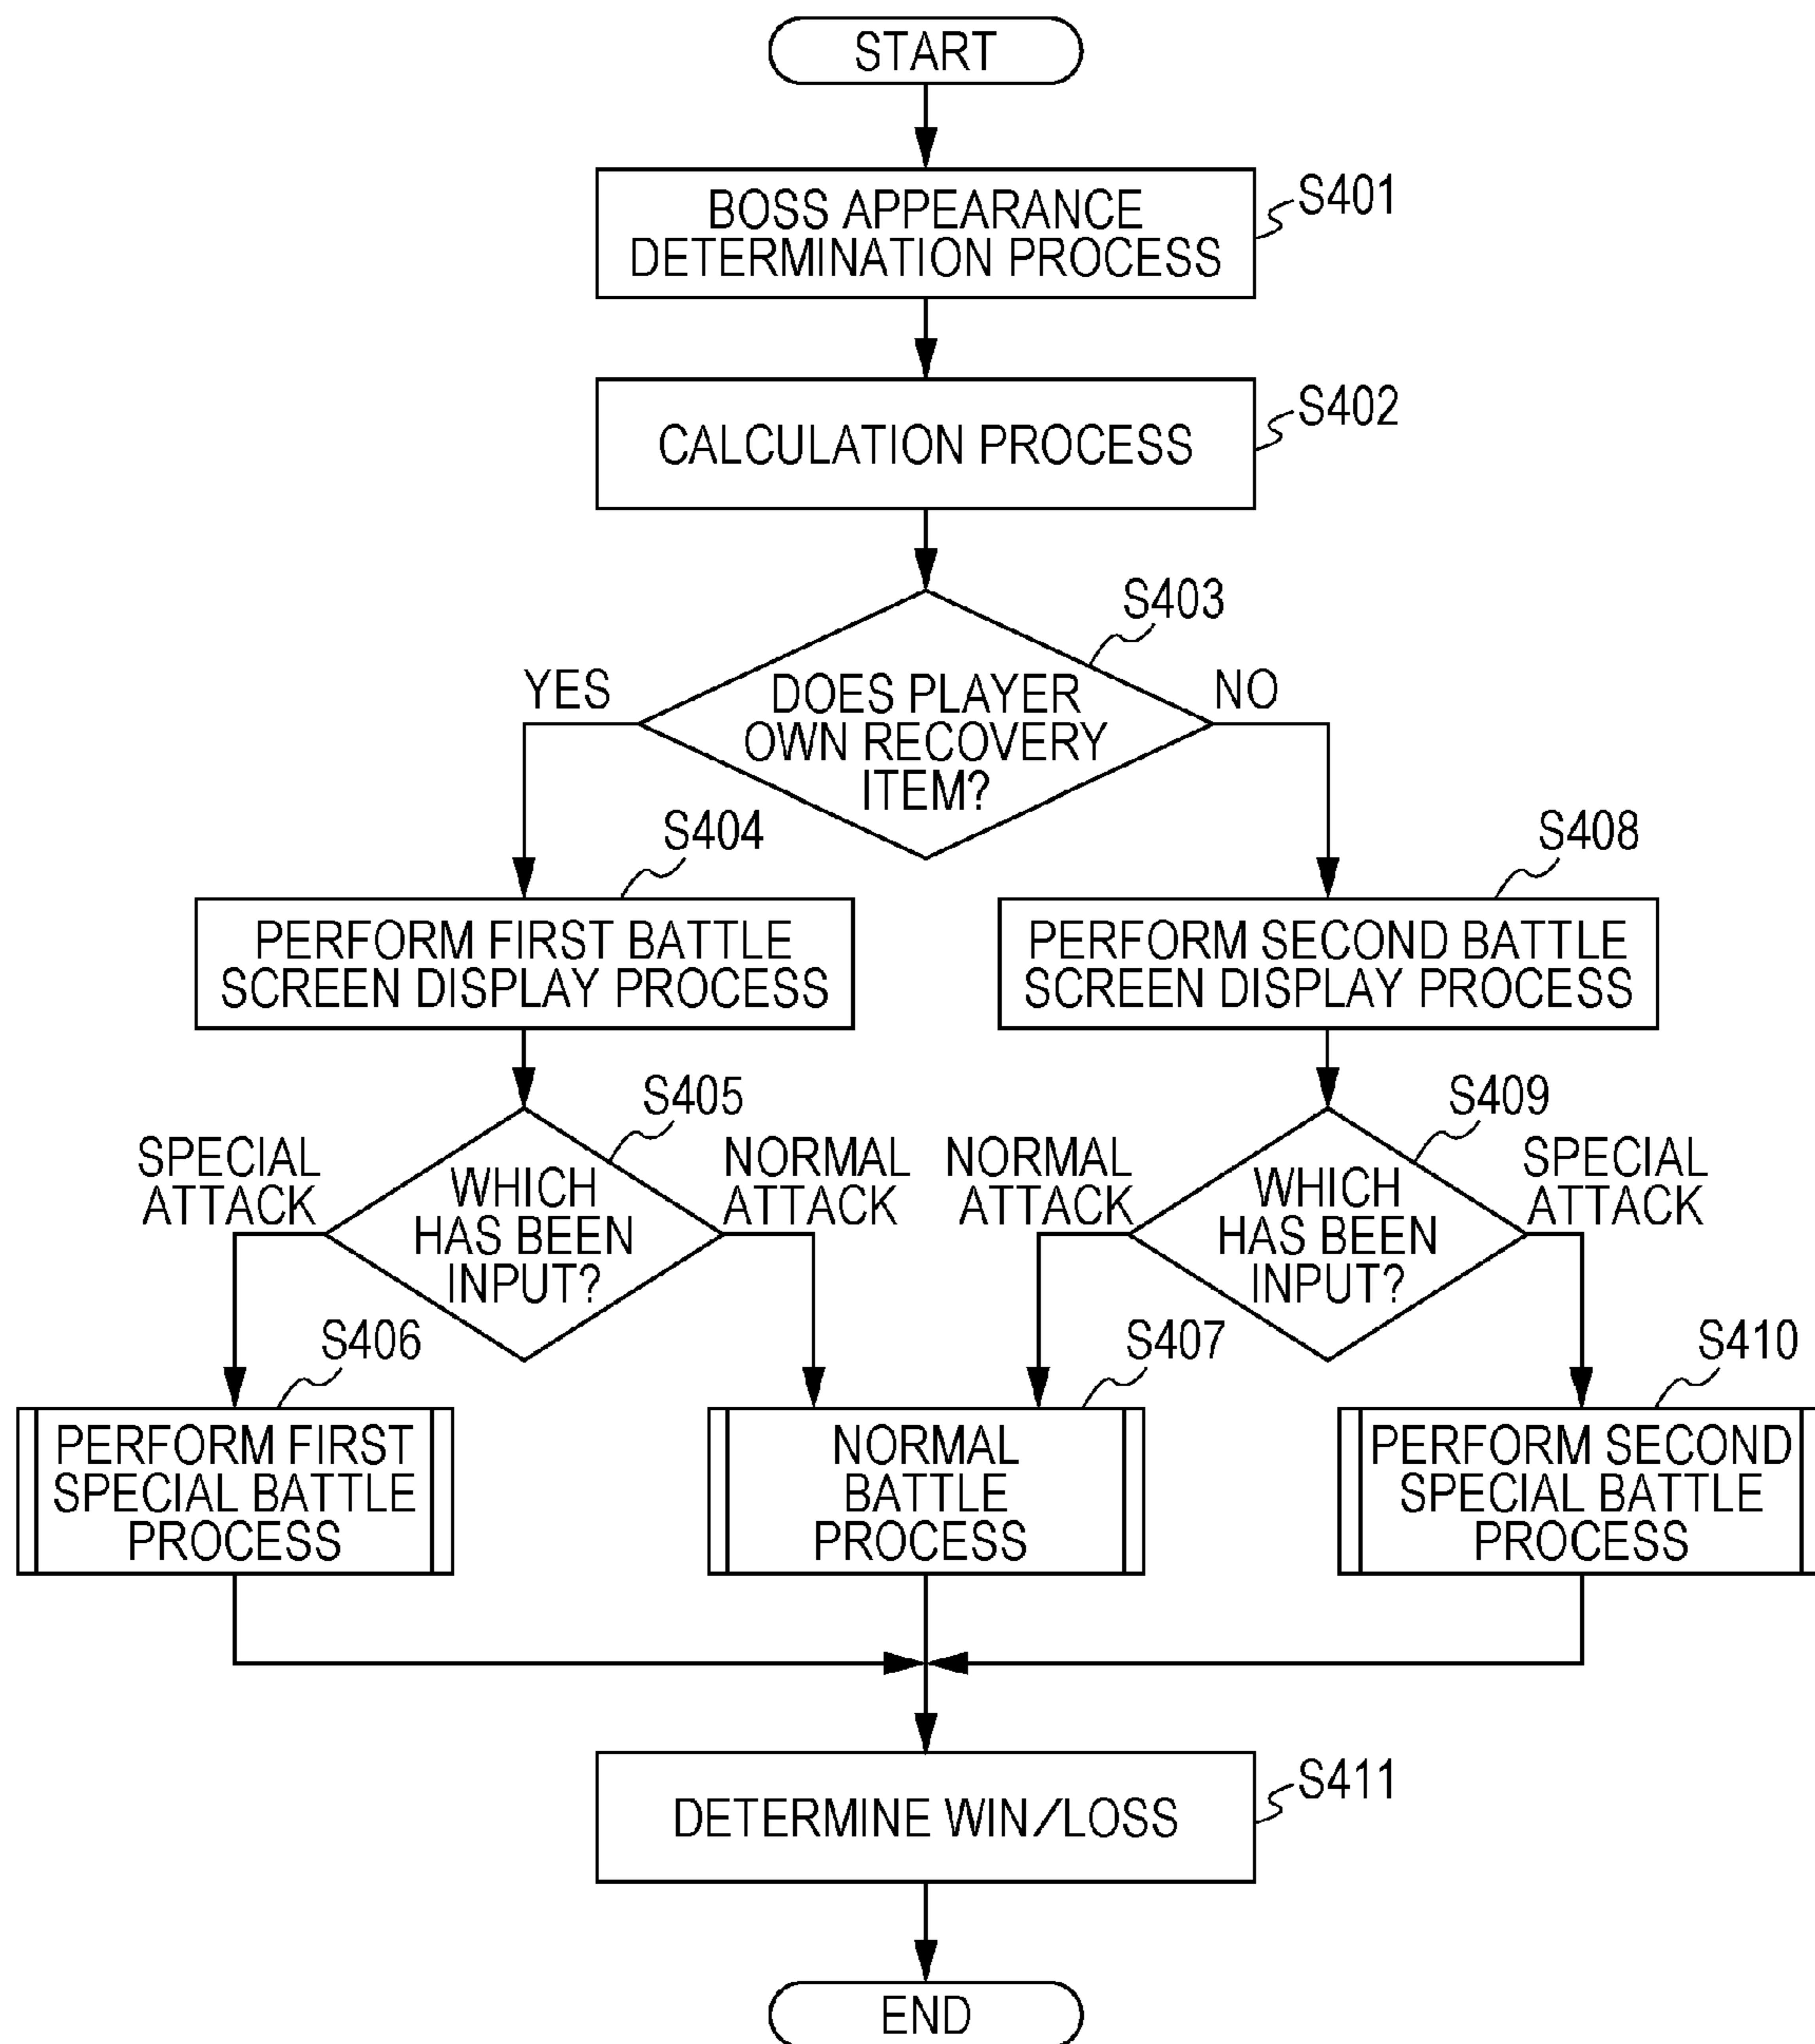 START
BOSS APPEARANCE
DETERMINATION PROCESS
S401
CALCULATION PROCESS
S402
S403
YES
DOES PLAYER
OWN RECOVERY
ITEM?
NO
S404
PERFORM FIRST BATTLE
SCREEN DISPLAY PROCESS
S408
PERFORM SECOND BATTLE
SCREEN DISPLAY PROCESS
S405
SPECIAL
ATTACK
WHICH
HAS BEEN
INPUT?
NORMAL
ATTACK
S409
NORMAL
ATTACK
WHICH
HAS BEEN
INPUT?
SPECIAL
ATTACK
S406
PERFORM FIRST
SPECIAL BATTLE
PROCESS
S407
NORMAL
BATTLE
PROCESS
S410
PERFORM SECOND
SPECIAL BATTLE
PROCESS
DETERMINE WIN/LOSS
S411
END